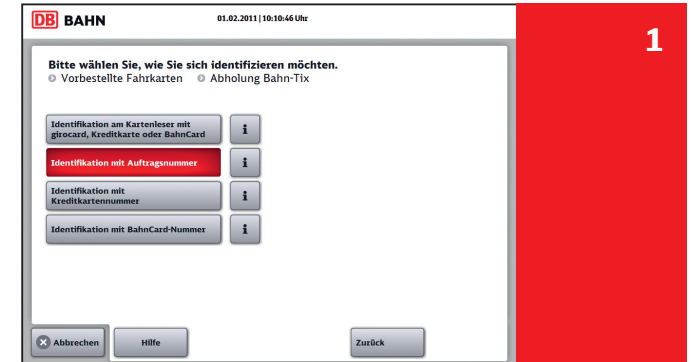 DB BAHN
01.02.2011 | 10:10:46 Uhr
1
Bitte wählen Sie, wie Sie sich identifizieren möchten.
Vorbestellte Fahrkarten Abholung Bahn-Tix
Identifikation am Kartenleser mit
girocard, Kreditkarte oder BahnCard
i
Identifikation mit Auftragsnummer
i
Identifikation mit
Kreditkartennummer
i
Identifikation mit BahnCard-Nummer
i
Abbrechen
Hilfe
Zurück